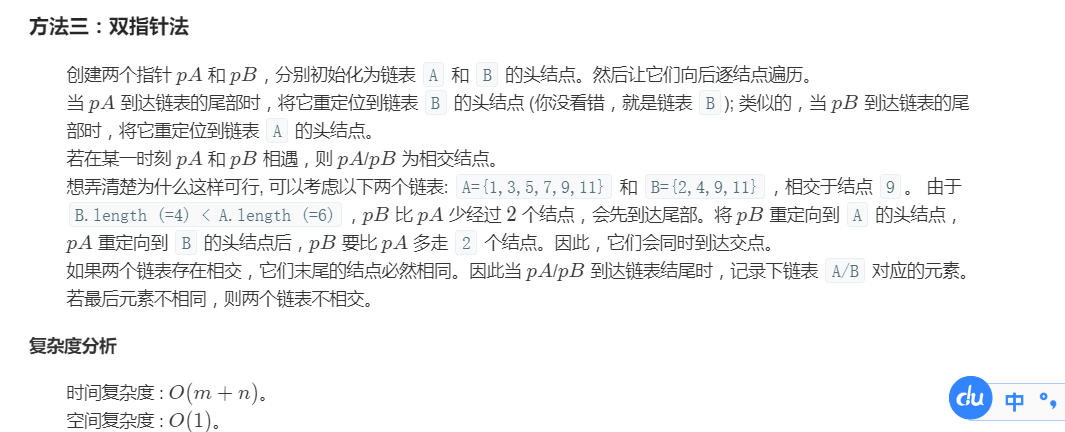 方法三：双指针法
创建两个指针 pA 和 pB，分别初始化为链表 A 和 B 的头结点。然后让它们向后逐结点遍历。
当 pA 到达链表的尾部时，将它重定位到链表 B 的头结点 (你没看错，就是链表 B ); 类似的，当 pB 到达链表的尾
部时，将它重定位到链表 A 的头结点。
若在某一时刻 pA 和 pB 相遇，则 pA/pB 为相交结点。
想弄清楚为什么这样可行, 可以考虑以下两个链表: A={1,3,5,7,9,11} 和 B={2,4,9,11} ，相交于结点 9 。 由于
B.length (=4) < A.length (=6) ，pB 比 pA 少经过 2 个结点，会先到达尾部。将 pB 重定向到 A 的头结点，
pA 重定向到 B 的头结点后，pB 要比 pA 多走 2 个结点。因此，它们会同时到达交点。
如果两个链表存在相交，它们末尾的结点必然相同。因此当 pA/pB 到达链表结尾时，记录下链表 A/B 对应的元素。
若最后元素不相同，则两个链表不相交。
复杂度分析
时间复杂度 : O(m + n)。
空间复杂度 : O(1)。
du 中 °,